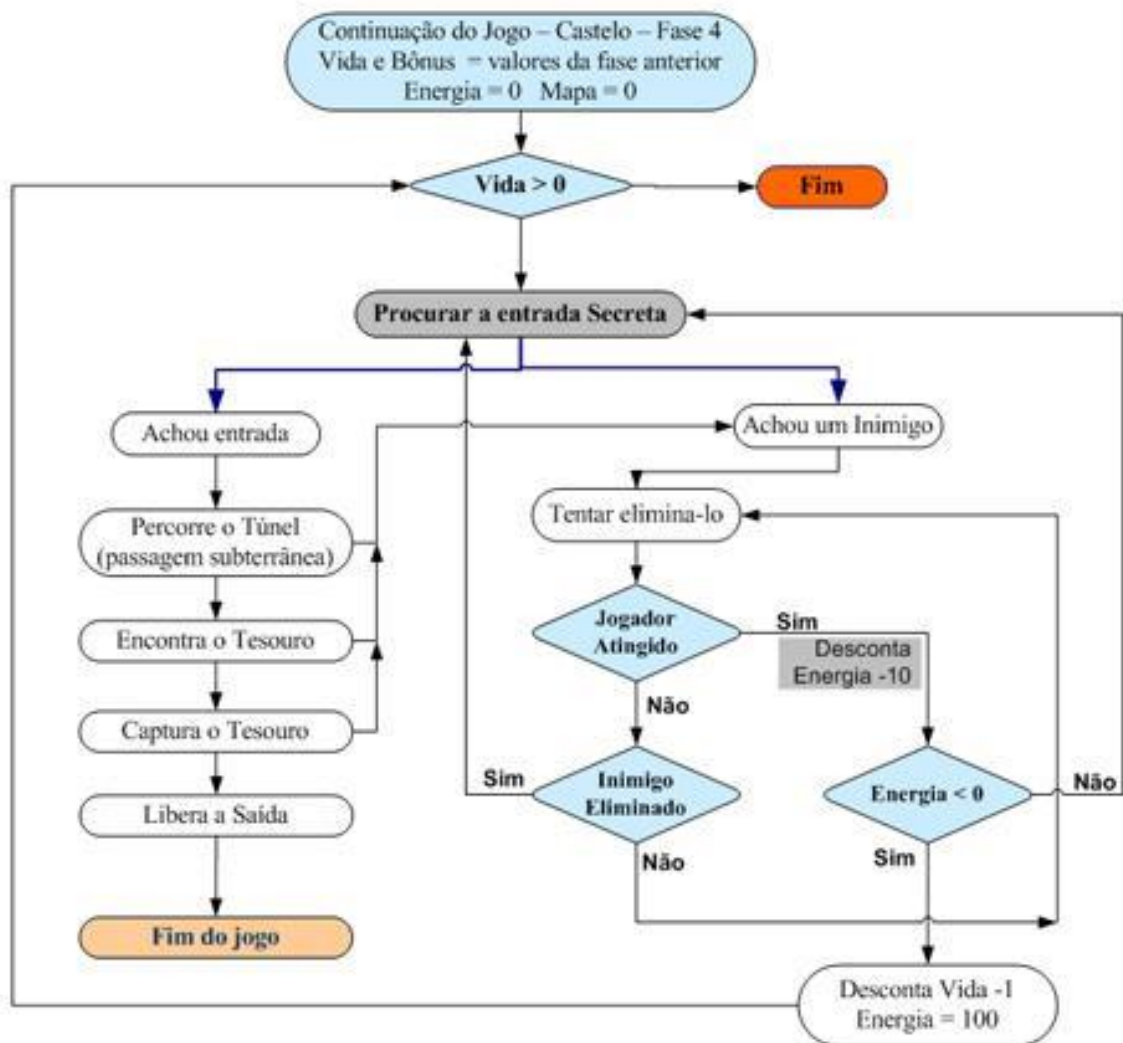 Continuação do Jogo – Castelo – Fase 4
Vida e Bônus = valores da fase anterior
Energia = 0 Mapa = 0
Vida > 0
Fim
Procurar a entrada Secreta
Achou entrada
Achou um Inimigo
Percorre o Túnel
(passagem subterrânea)
Tentar elimina-lo
Encontra o Tesouro
Jogador
Atingido
Sim
Desconta
Energia -10
Não
Captura o Tesouro
Sim
Inimigo
Eliminado
Energia < 0
Não
Libera a Saída
Não
Sim
Fim do jogo
Desconta Vida -1
Energia = 100